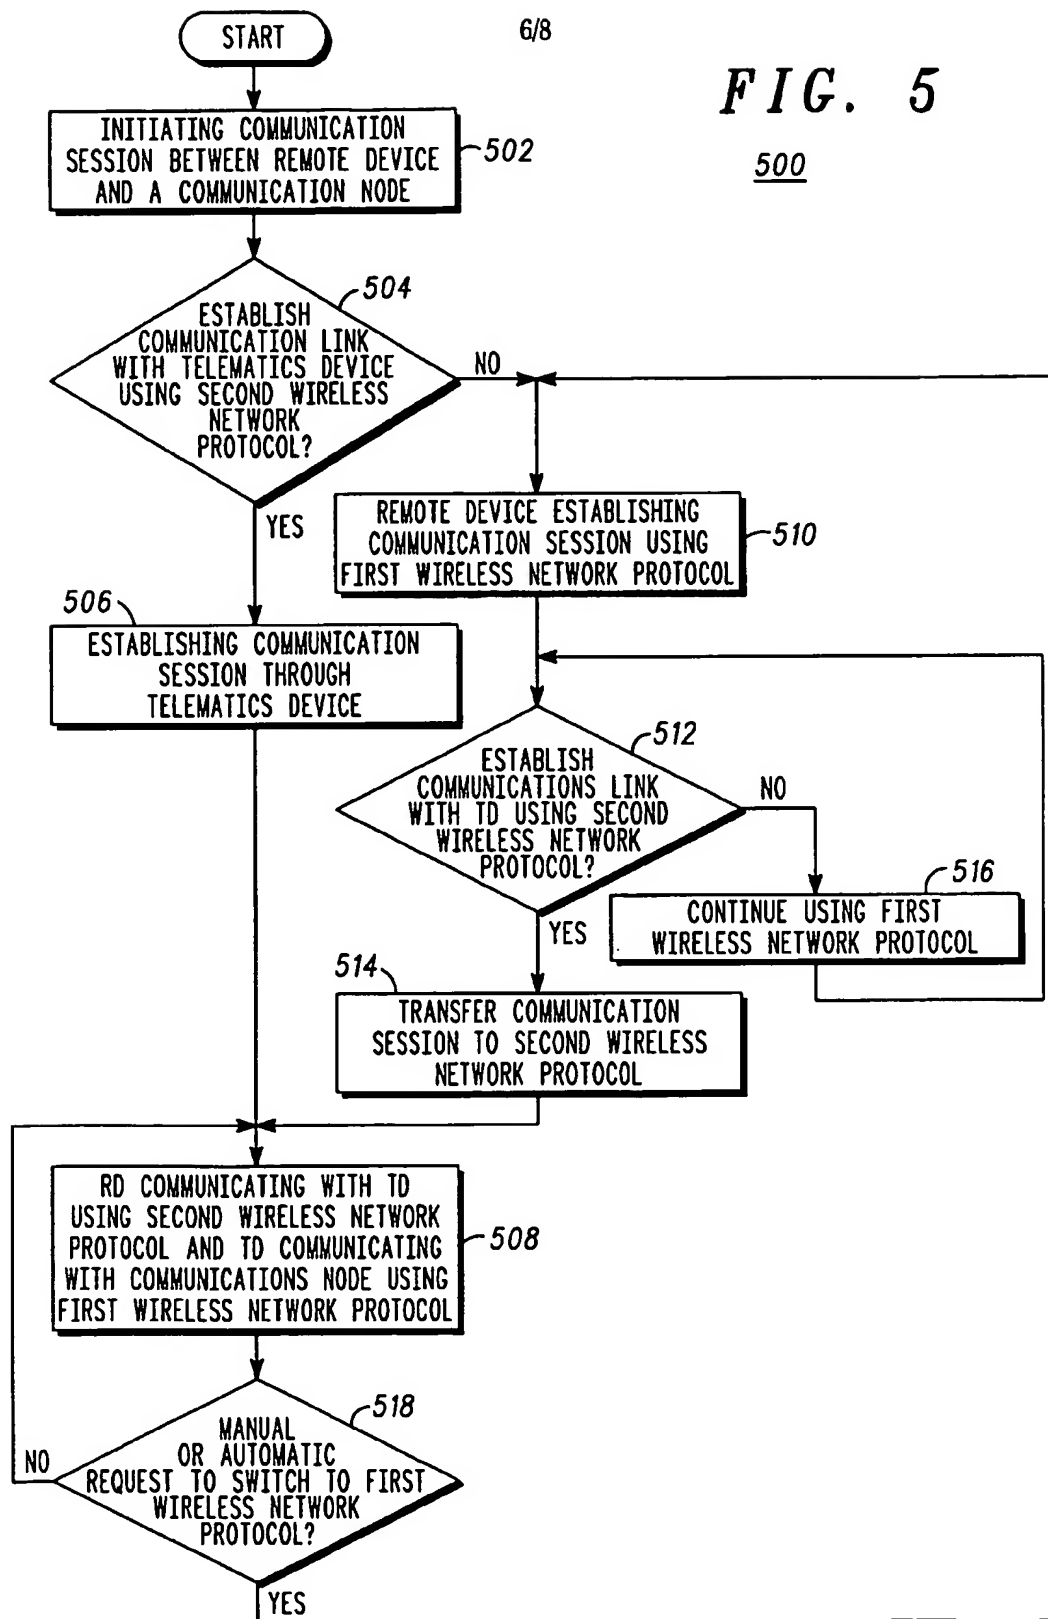 START
6/8
FIG. 5
500
INITIATING COMMUNICATION
SESSION BETWEEN REMOTE DEVICE
AND A COMMUNICATION NODE
502
504
ESTABLISH
COMMUNICATION LINK
WITH TELEMATICS DEVICE
USING SECOND WIRELESS
NETWORK
PROTOCOL?
NO
YES
REMOTE DEVICE ESTABLISHING
COMMUNICATION SESSION USING
FIRST WIRELESS NETWORK PROTOCOL
510
506
ESTABLISHING COMMUNICATION
SESSION THROUGH
TELEMATICS DEVICE
512
ESTABLISH
COMMUNICATIONS LINK
WITH TD USING SECOND
WIRELESS NETWORK
PROTOCOL?
NO
YES
516
CONTINUE USING FIRST
WIRELESS NETWORK PROTOCOL
514
TRANSFER COMMUNICATION
SESSION TO SECOND WIRELESS
NETWORK PROTOCOL
RD COMMUNICATING WITH TD
USING SECOND WIRELESS NETWORK
PROTOCOL AND TD COMMUNICATING
WITH COMMUNICATIONS NODE USING
FIRST WIRELESS NETWORK PROTOCOL
508
518
MANUAL
OR AUTOMATIC
REQUEST TO SWITCH TO FIRST
WIRELESS NETWORK
PROTOCOL?
NO
YES